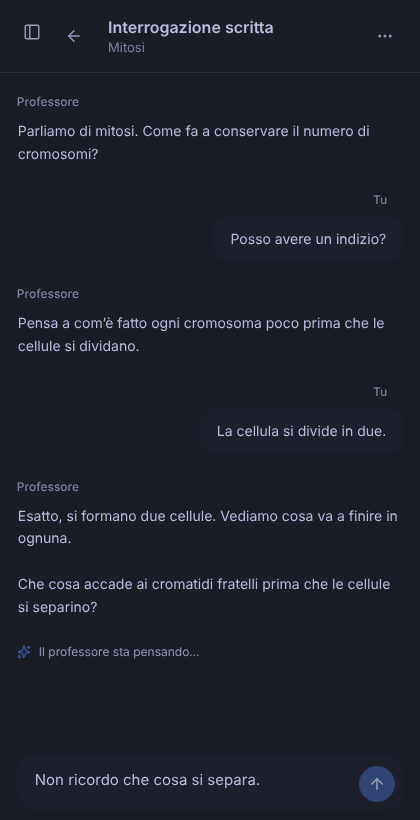 Interrogazione scritta
Mitosi
Professore
Parliamo di mitosi. Come fa a conservare il numero di
cromosomi?
Tu
Posso avere un indizio?
Professore
Pensa a com’è fatto ogni cromosoma poco prima che le
cellule si dividano.
Tu
La cellula si divide in due.
Professore
Esatto, si formano due cellule. Vediamo cosa va a finire in
ognuna.
Che cosa accade ai cromatidi fratelli prima che le cellule
si separino?
Il professore sta pensando...
Non ricordo che cosa si separa.